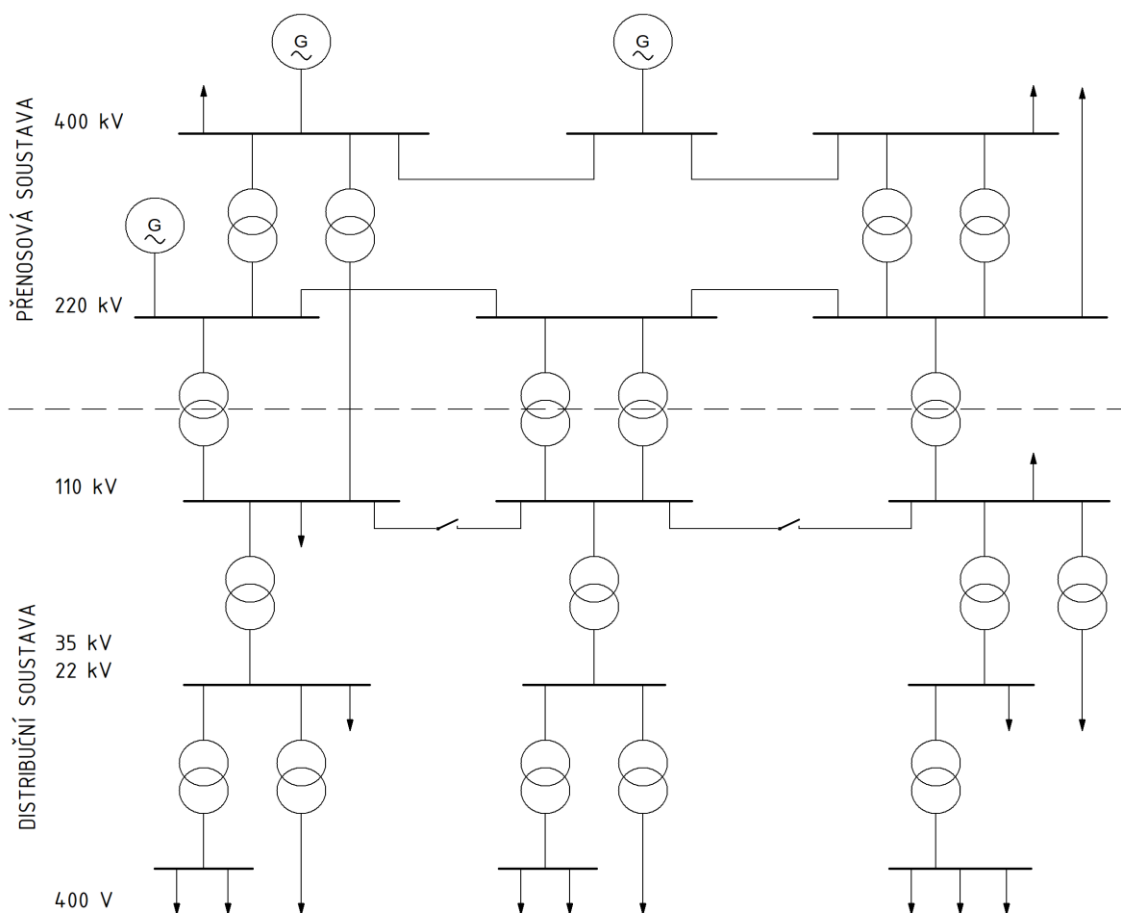 G
G
400 kV
PŘENOSOVÁ SOUSTAVA
G
220 kV
110 kV
DISTRIBUČNÍ SOUSTAVA
35 kV
22 kV
400 V